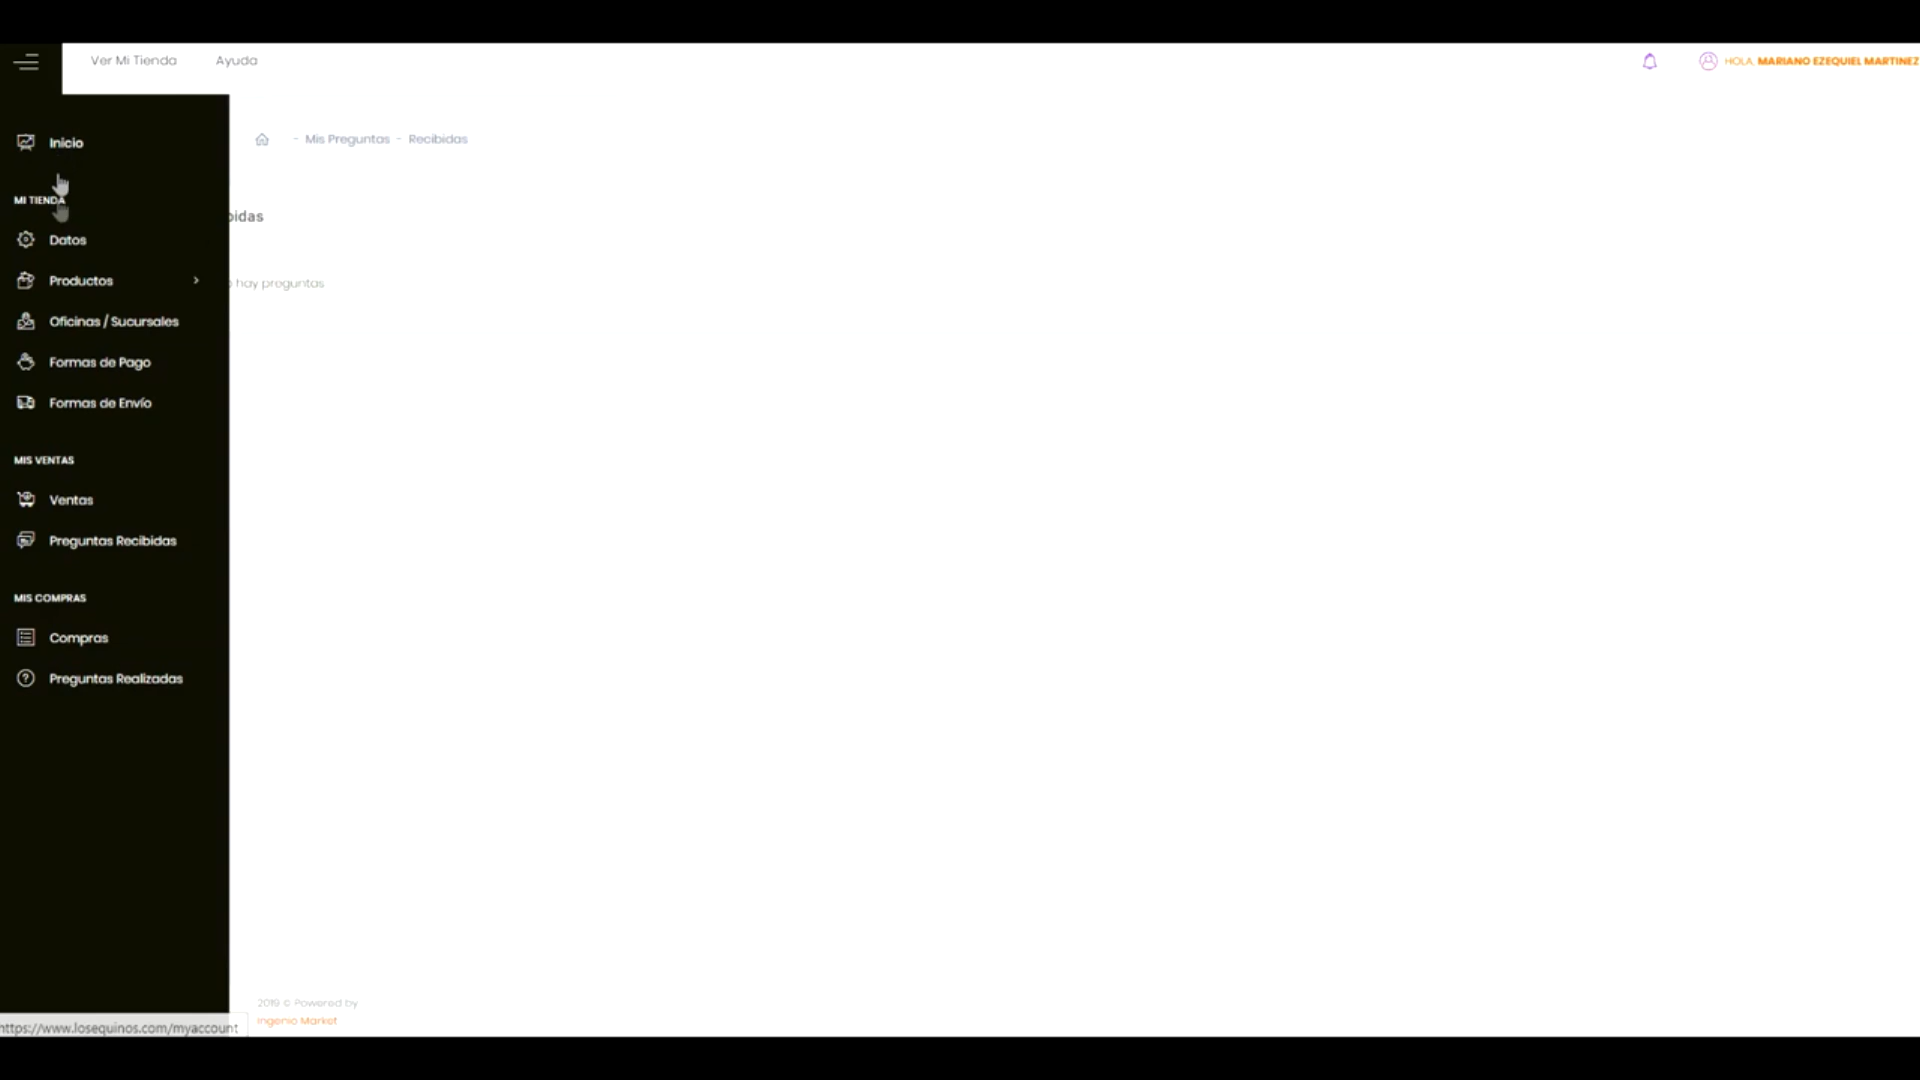 Ver Mi Tienda
Ayuda
HOLA, MARIANO EZEQUIEL MARTINEZ
Inicio
- Mis Preguntas - Recibidas
MI TIENDA
bidas
Datos
Productos
hay preguntas
Oficinas / Sucursales
Formas de Pago
Formas de Envío
MIS VENTAS
Ventas
Preguntas Recibidas
MIS COMPRAS
Compras
Preguntas Realizadas
2019 © Powered by
Ingenio Market
https://www.losequinos.com/myaccount